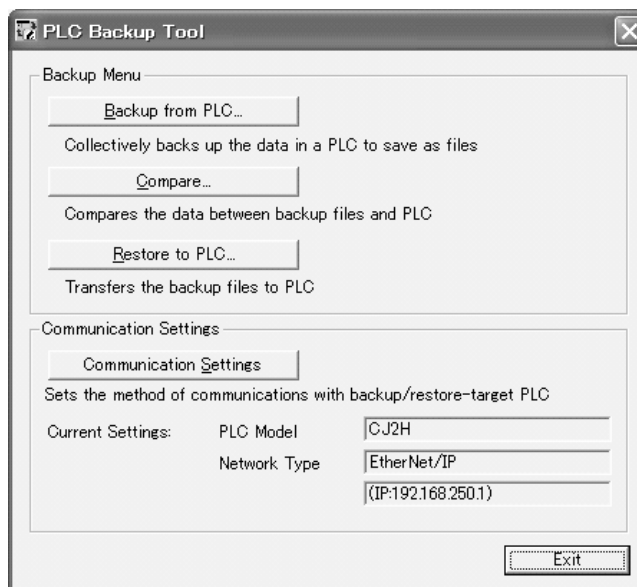 PLC Backup Tool
Backup Menu
Backup from PLC...
Collectively backs up the data in a PLC to save as files
Compare...
Compares the data between backup files and PLC
Restore to PLC...
Transfers the backup files to PLC
Communication Settings
Communication Settings
Sets the method of communications with backup/restore-target PLC
Current Settings: PLC Model CJ2H
Network Type EtherNet/IP
(IP:192.168.250.1)
Exit